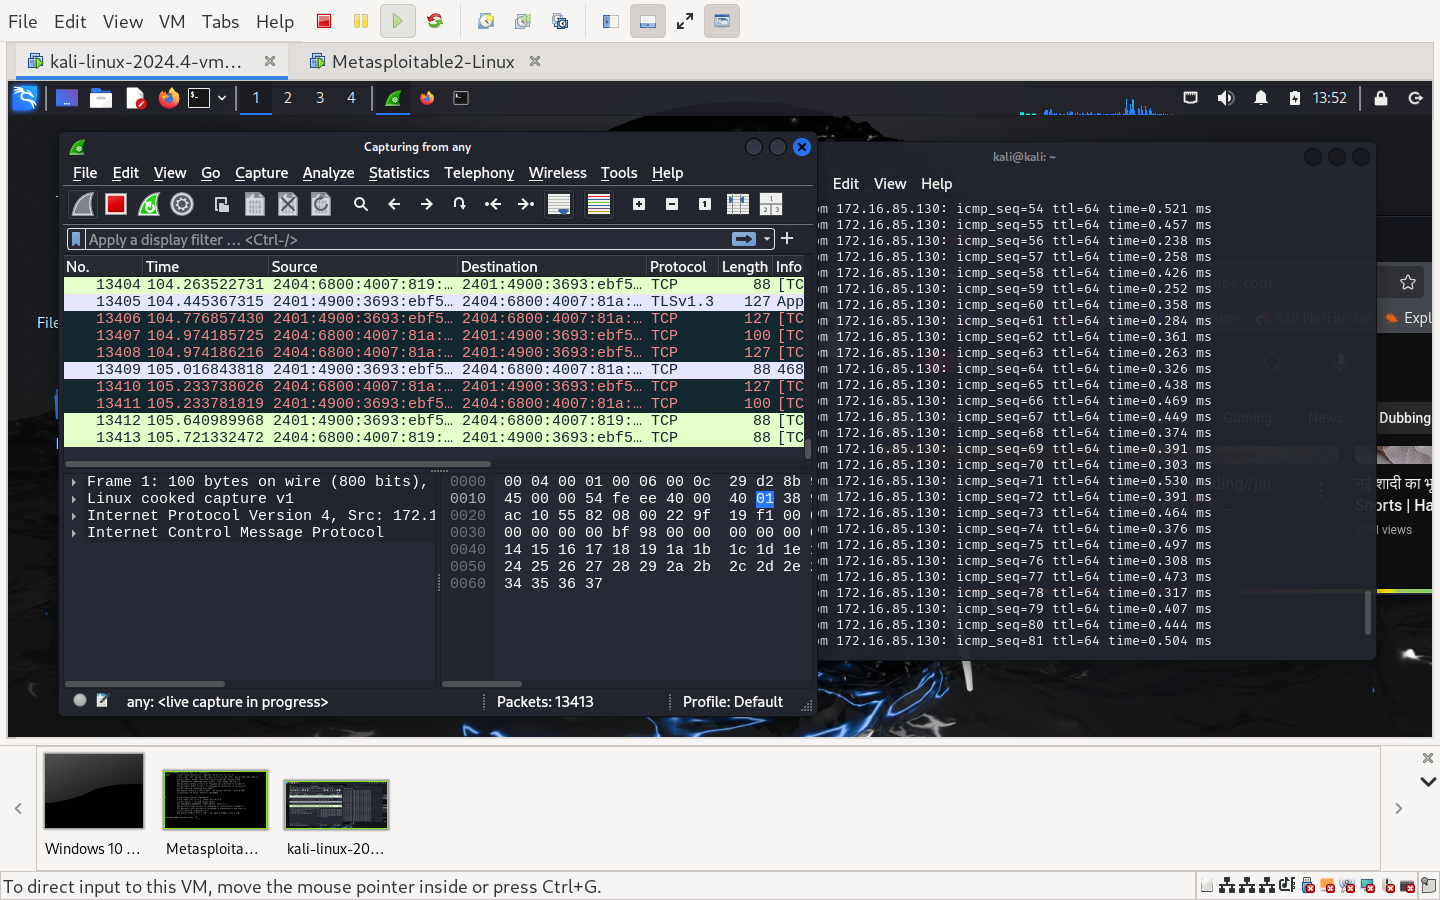 File Edit View VM Tabs Help
kali-linux-2024.4-vm...
Metasploitable2-Linux
1 2 3 4
13:52
Capturing from any
File Edit View Go Capture Analyze Statistics Telephony Wireless Tools Help
Apply a display filter ... <Ctrl-/>
No. Time Source Destination Protocol Length Info
13404 104.263522731 2404:6800:4007:819:... 2401:4900:3693:ebf5... TCP 88 [TC
13405 104.445367315 2401:4900:3693:ebf5... 2404:6800:4007:81a:... TLSv1.3 127 App
13406 104.776857430 2401:4900:3693:ebf5... 2404:6800:4007:81a:... TCP 127 [TC
13407 104.974185725 2404:6800:4007:81a:... 2401:4900:3693:ebf5... TCP 100 [TC
13408 104.974186216 2404:6800:4007:81a:... 2401:4900:3693:ebf5... TCP 127 [TC
13409 105.016843818 2401:4900:3693:ebf5... 2404:6800:4007:81a:... TCP 88 468
13410 105.233738026 2404:6800:4007:81a:... 2401:4900:3693:ebf5... TCP 127 [TC
13411 105.233781819 2401:4900:3693:ebf5... 2404:6800:4007:81a:... TCP 100 [TC
13412 105.640989968 2401:4900:3693:ebf5... 2404:6800:4007:819:... TCP 88 [TC
13413 105.721332472 2404:6800:4007:819:... 2401:4900:3693:ebf5... TCP 88 [TC
Frame 1: 100 bytes on wire (800 bits),
Linux cooked capture v1
Internet Protocol Version 4, Src: 172.1
Internet Control Message Protocol
0000 00 04 00 01 00 06 00 0c 29 d2 8b
0010 45 00 00 54 fe ee 40 00 40 01 38
0020 ac 10 55 82 08 00 22 9f 19 f1 00
0030 00 00 00 00 bf 98 00 00 00 00 00
0040 14 15 16 17 18 19 1a 1b 1c 1d 1e
0050 24 25 26 27 28 29 2a 2b 2c 2d 2e
0060 34 35 36 37
any: <live capture in progress>
Packets: 13413
Profile: Default
kali@kali: ~
Edit View Help
172.16.85.130: icmp_seq=54 ttl=64 time=0.521 ms
172.16.85.130: icmp_seq=55 ttl=64 time=0.457 ms
172.16.85.130: icmp_seq=56 ttl=64 time=0.238 ms
172.16.85.130: icmp_seq=57 ttl=64 time=0.258 ms
172.16.85.130: icmp_seq=58 ttl=64 time=0.426 ms
172.16.85.130: icmp_seq=59 ttl=64 time=0.252 ms
172.16.85.130: icmp_seq=60 ttl=64 time=0.358 ms
172.16.85.130: icmp_seq=61 ttl=64 time=0.284 ms
172.16.85.130: icmp_seq=62 ttl=64 time=0.361 ms
172.16.85.130: icmp_seq=63 ttl=64 time=0.263 ms
172.16.85.130: icmp_seq=64 ttl=64 time=0.326 ms
172.16.85.130: icmp_seq=65 ttl=64 time=0.438 ms
172.16.85.130: icmp_seq=66 ttl=64 time=0.469 ms
172.16.85.130: icmp_seq=67 ttl=64 time=0.449 ms
172.16.85.130: icmp_seq=68 ttl=64 time=0.374 ms
172.16.85.130: icmp_seq=69 ttl=64 time=0.391 ms
172.16.85.130: icmp_seq=70 ttl=64 time=0.303 ms
172.16.85.130: icmp_seq=71 ttl=64 time=0.530 ms
172.16.85.130: icmp_seq=72 ttl=64 time=0.391 ms
172.16.85.130: icmp_seq=73 ttl=64 time=0.464 ms
172.16.85.130: icmp_seq=74 ttl=64 time=0.376 ms
172.16.85.130: icmp_seq=75 ttl=64 time=0.497 ms
172.16.85.130: icmp_seq=76 ttl=64 time=0.308 ms
172.16.85.130: icmp_seq=77 ttl=64 time=0.473 ms
172.16.85.130: icmp_seq=78 ttl=64 time=0.317 ms
172.16.85.130: icmp_seq=79 ttl=64 time=0.407 ms
172.16.85.130: icmp_seq=80 ttl=64 time=0.444 ms
172.16.85.130: icmp_seq=81 ttl=64 time=0.504 ms
File
Kali NetHunter
Expl
Gaming News Dubbing
शादी का
Shorts | Ha
views
Windows 10 ...
Metasploita...
kali-linux-20...
To direct input to this VM, move the mouse pointer inside or press Ctrl+G.